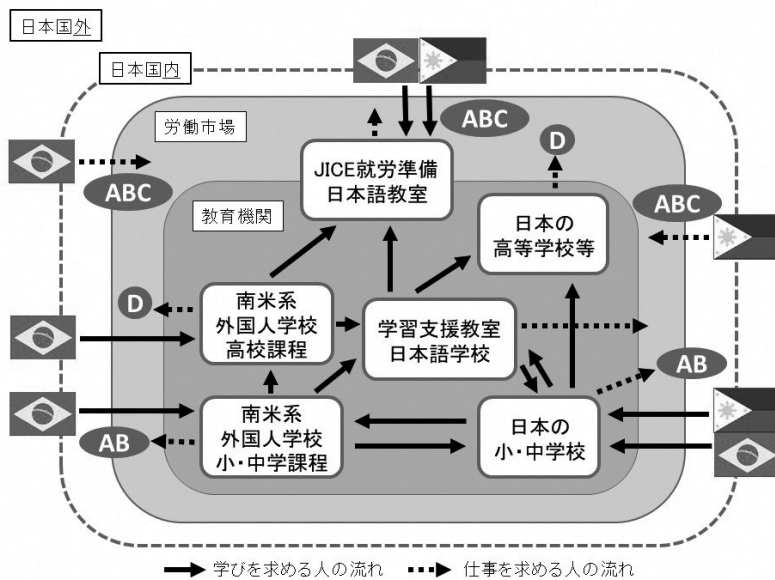 日本国外
日本国内
労働市場
ABC
D
JICE就労準備
日本語教室
ABC
ABC
教育機関
日本の
高等学校等
D
南米系
外国人学校
高校課程
学習支援教室
日本語学校
AB
南米系
外国人学校
小・中学課程
日本の
小・中学校
AB
学びを求める人の流れ
仕事を求める人の流れ